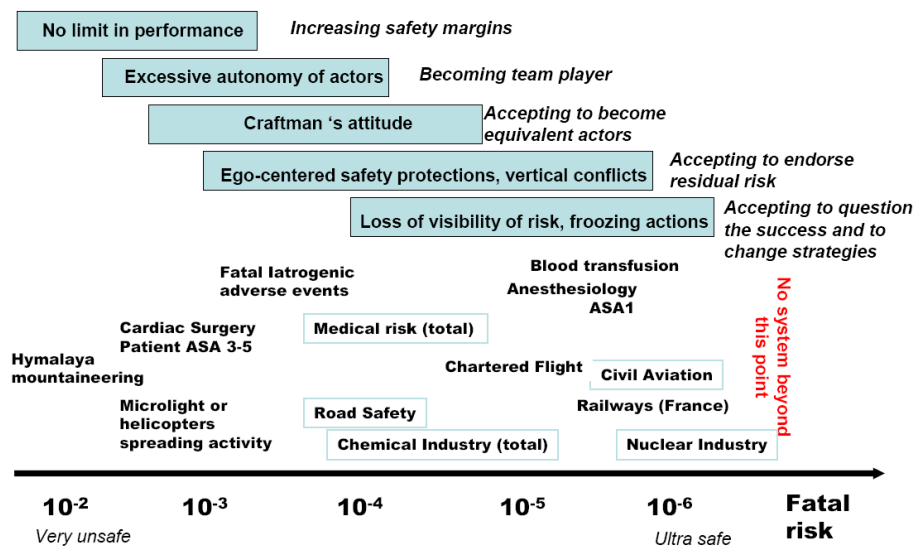 No limit in performance
Increasing safety margins
Excessive autonomy of actors
Becoming team player
Craftman ‘s attitude
Accepting to become
equivalent actors
Ego-centered safety protections, vertical conflicts
Accepting to endorse
residual risk
Loss of visibility of risk, froozing actions
Accepting to question
the success and to
change strategies
Fatal Iatrogenic
adverse events
Blood transfusion
Anesthesiology
ASA1
No system beyond
this point
Cardiac Surgery
Patient ASA 3-5
Medical risk (total)
Hymalaya
mountaineering
Chartered Flight
Civil Aviation
Microlight or
helicopters
spreading activity
Road Safety
Railways (France)
Chemical Industry (total)
Nuclear Industry
10-2
10-3
10-4
10-5
10-6
Fatal
risk
Very unsafe
Ultra safe